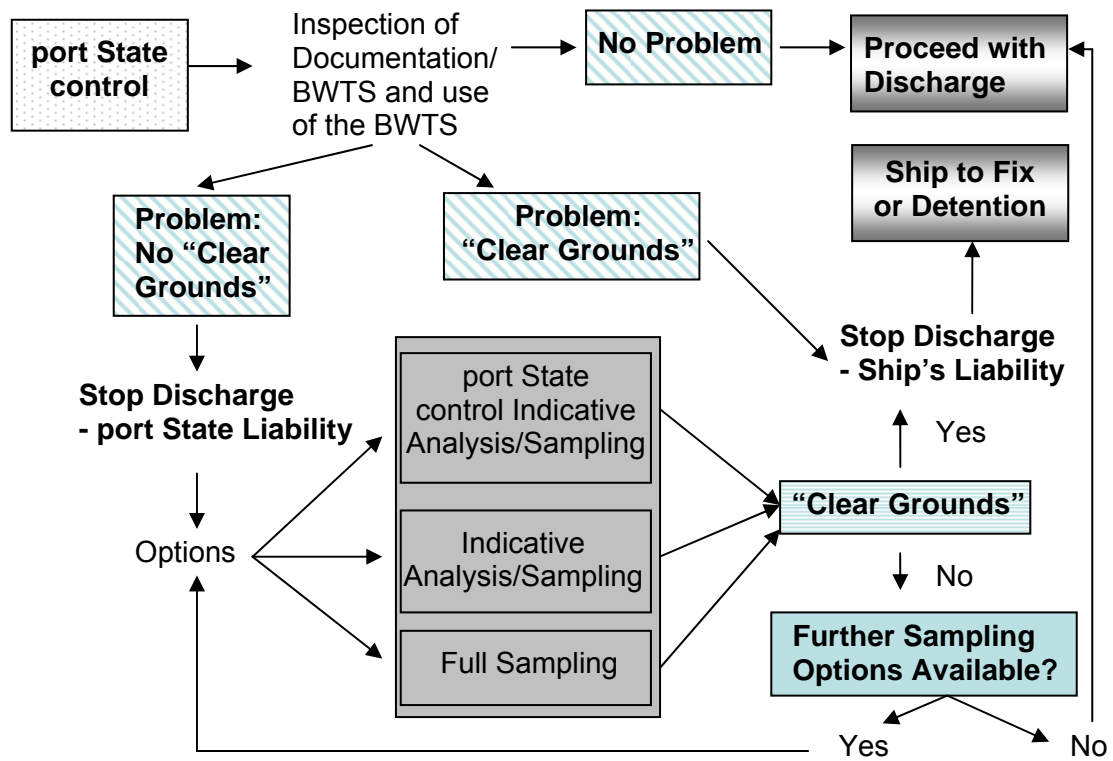 port State
control
Inspection of
Documentation/
BWTS and use
of the BWTS
No Problem
Proceed with
Discharge
Ship to Fix
or Detention
Problem:
No “Clear
Grounds”
Problem:
“Clear Grounds”
Stop Discharge
- Ship’s Liability
Stop Discharge
- port State Liability
port State
control Indicative
Analysis/Sampling
Yes
“Clear Grounds”
Options
Indicative
Analysis/Sampling
No
Full Sampling
Further Sampling
Options Available?
Yes
No